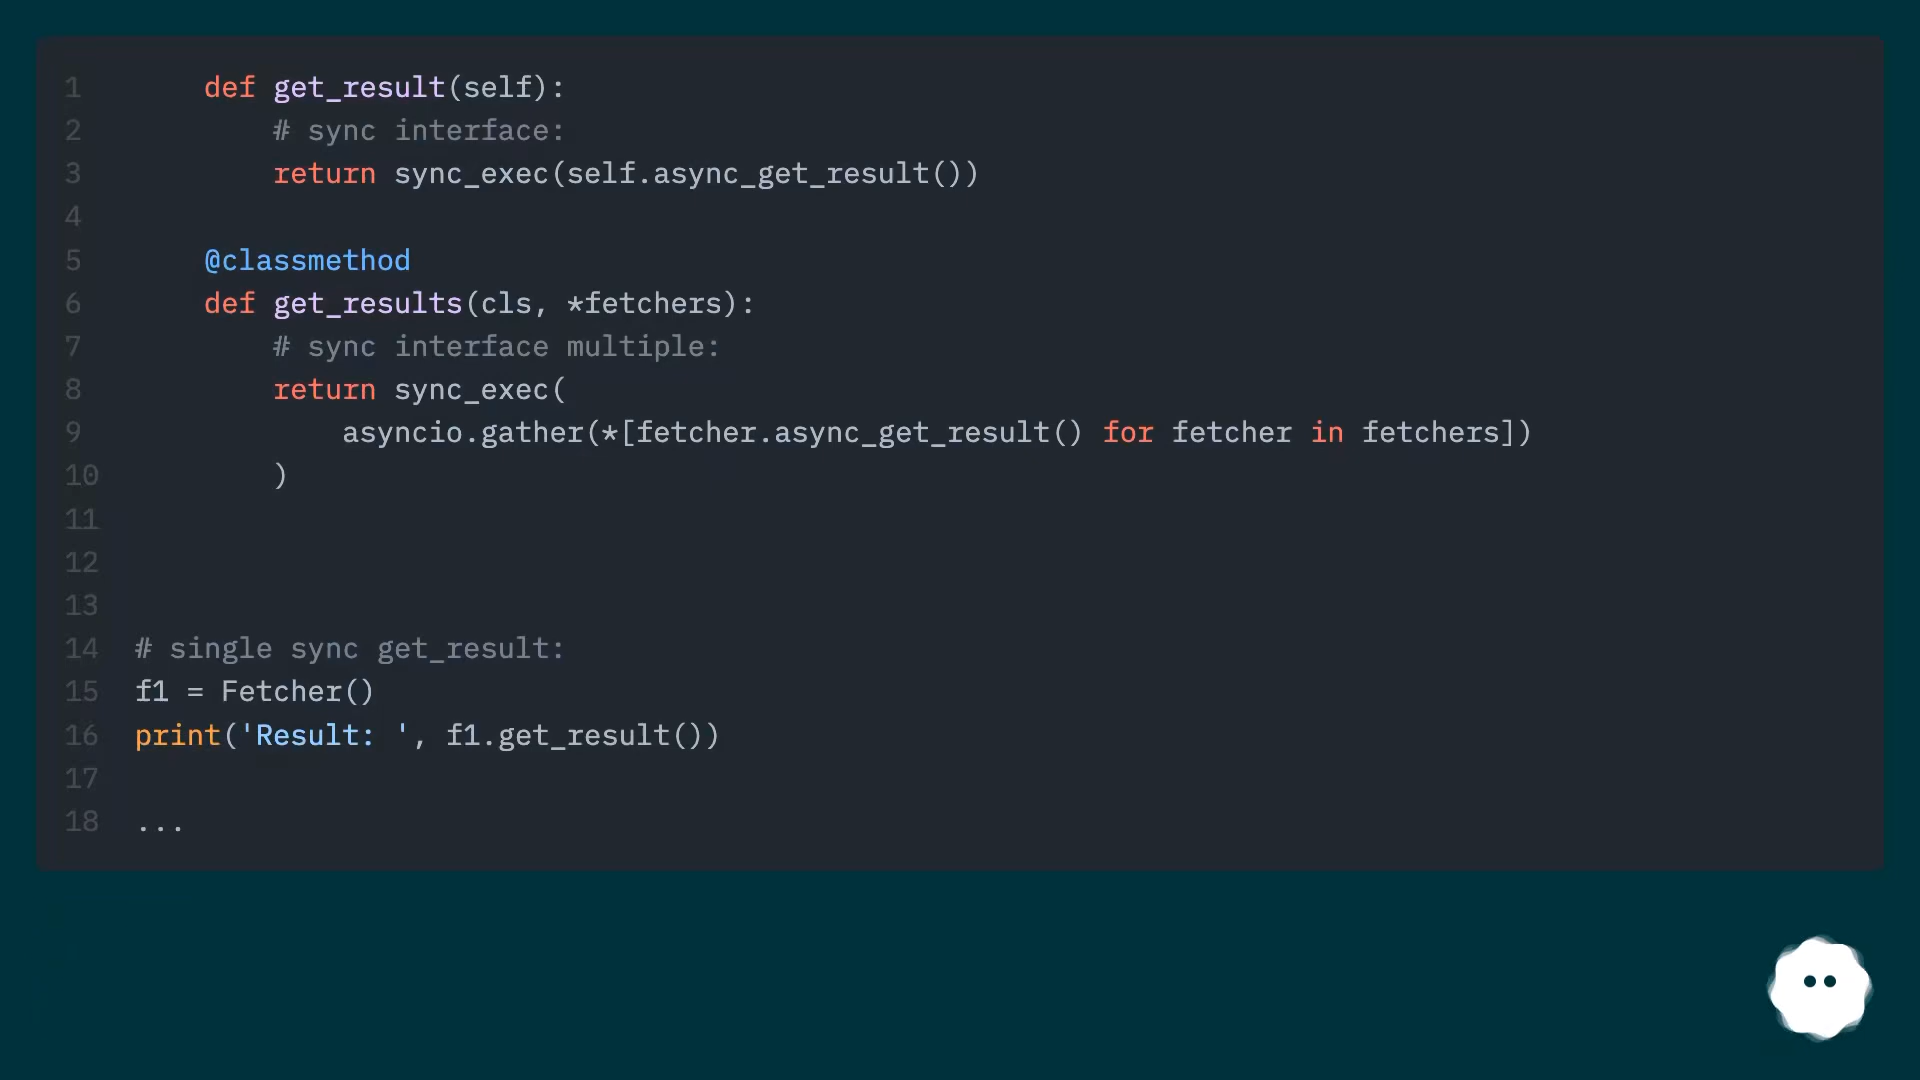 1 def get_result(self):
2 # sync interface:
3 return sync_exec(self.async_get_result())
4
5 @classmethod
6 def get_results(cls, *fetchers):
7 # sync interface multiple:
8 return sync_exec(
9 asyncio.gather(*[fetcher.async_get_result() for fetcher in fetchers])
10 )
11
12
13
14 # single sync get_result:
15 f1 = Fetcher()
16 print('Result: ', f1.get_result())
17
18 ...